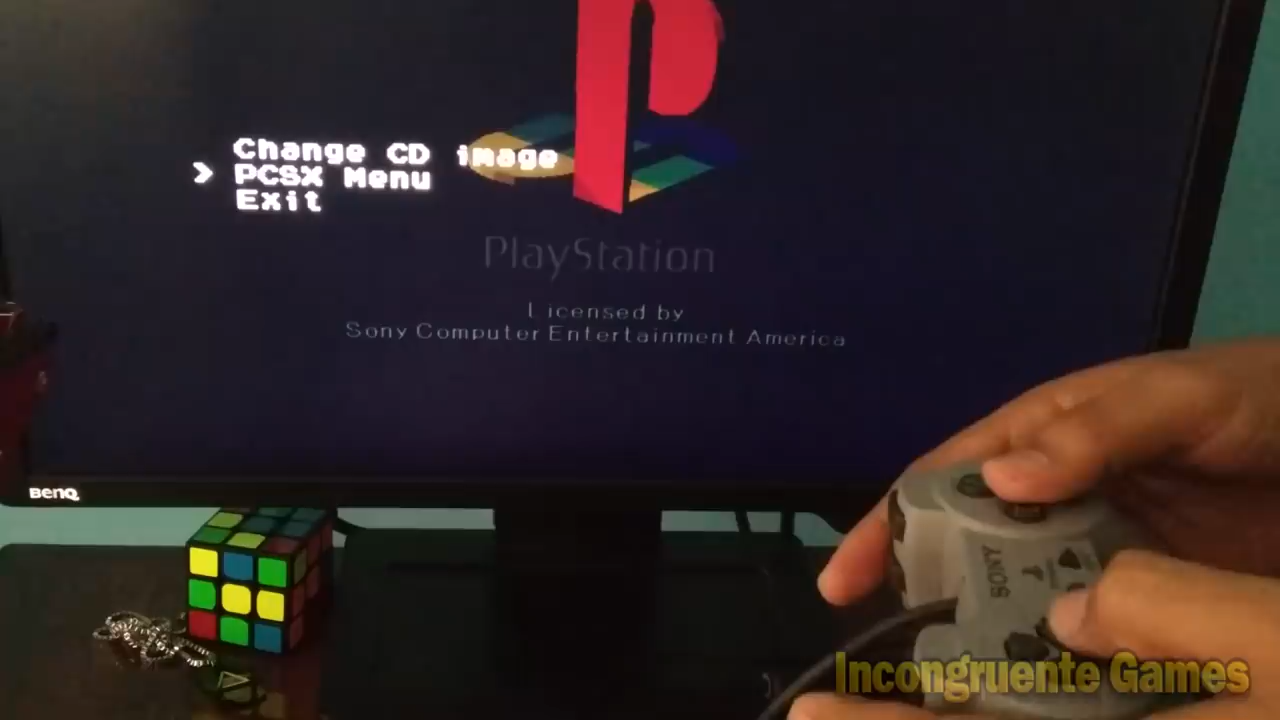 Change CD image
> PCSX Menu
Exit
PlayStation
Licensed by
Sony Computer Entertainment America
BenQ
SONY
Incongruente Games